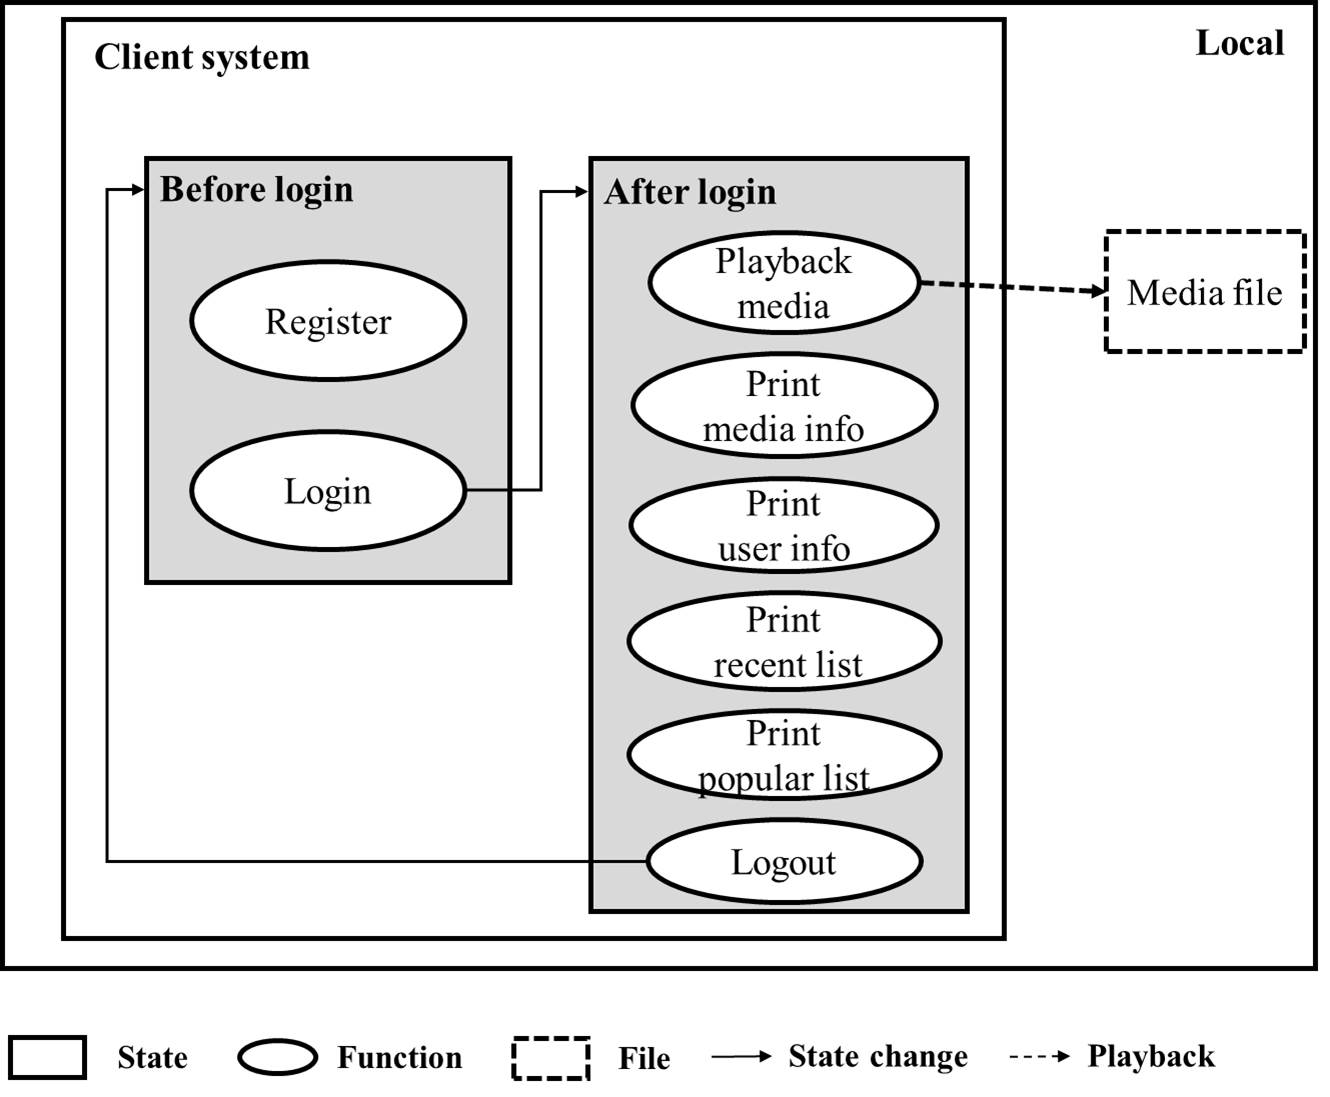 Client system
Local
Before login
Register
Login
After login
Playback
media
Print
media info
Print
user info
Print
recent list
Print
popular list
Logout
Media file
State
Function
File
State change
Playback